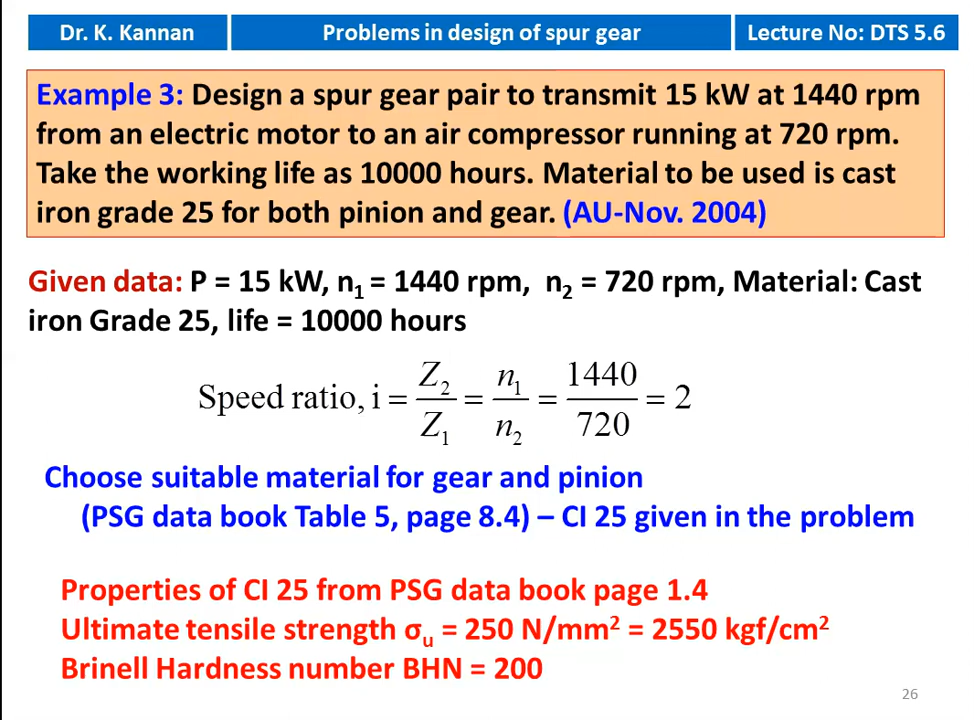 Dr. K. Kannan
Problems in design of spur gear
Lecture No: DTS 5.6
Example 3: Design a spur gear pair to transmit 15 kW at 1440 rpm
from an electric motor to an air compressor running at 720 rpm.
Take the working life as 10000 hours. Material to be used is cast
iron grade 25 for both pinion and gear. (AU-Nov. 2004)
Given data: P = 15 kW, n₁ = 1440 rpm, n₂ = 720 rpm, Material: Cast
iron Grade 25, life = 10000 hours
Speed ratio, i = Z₂/Z₁ = n₁/n₂ = 1440/720 = 2
Choose suitable material for gear and pinion
(PSG data book Table 5, page 8.4) – CI 25 given in the problem
Properties of CI 25 from PSG data book page 1.4
Ultimate tensile strength σᵤ = 250 N/mm² = 2550 kgf/cm²
Brinell Hardness number BHN = 200
26